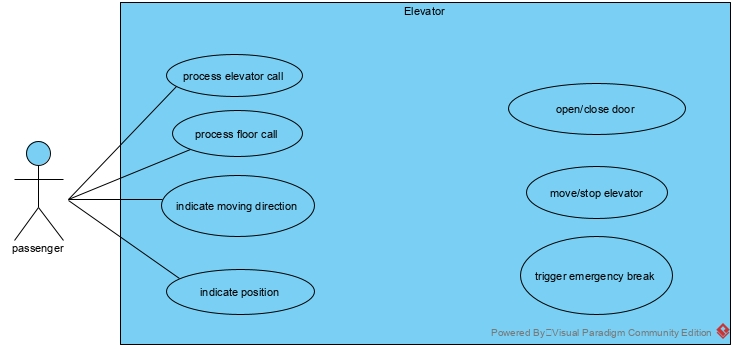 Elevator
process elevator call
open/close door
process floor call
move/stop elevator
indicate moving direction
passenger
trigger emergency break
indicate position
Powered By Visual Paradigm Community Edition